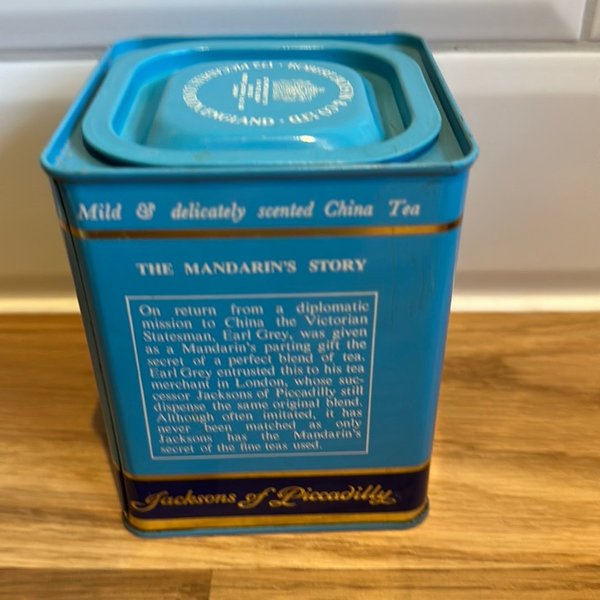 LONDON ENGLAND
Mild & delicately scented China Tea
THE MANDARIN'S STORY
On return from a diplomatic
mission to China the Victorian
Statesman, Earl Grey, was given
as a Mandarin's parting gift the
secret of a perfect blend of tea.
Earl Grey entrusted this to his tea
merchant in London, whose suc-
cessor Jacksons of Piccadilly still
dispense the same original blend.
Although often imitated, it has
never been matched as only
Jacksons has the Mandarin's
secret of the fine teas used.
Jacksons of Piccadilly